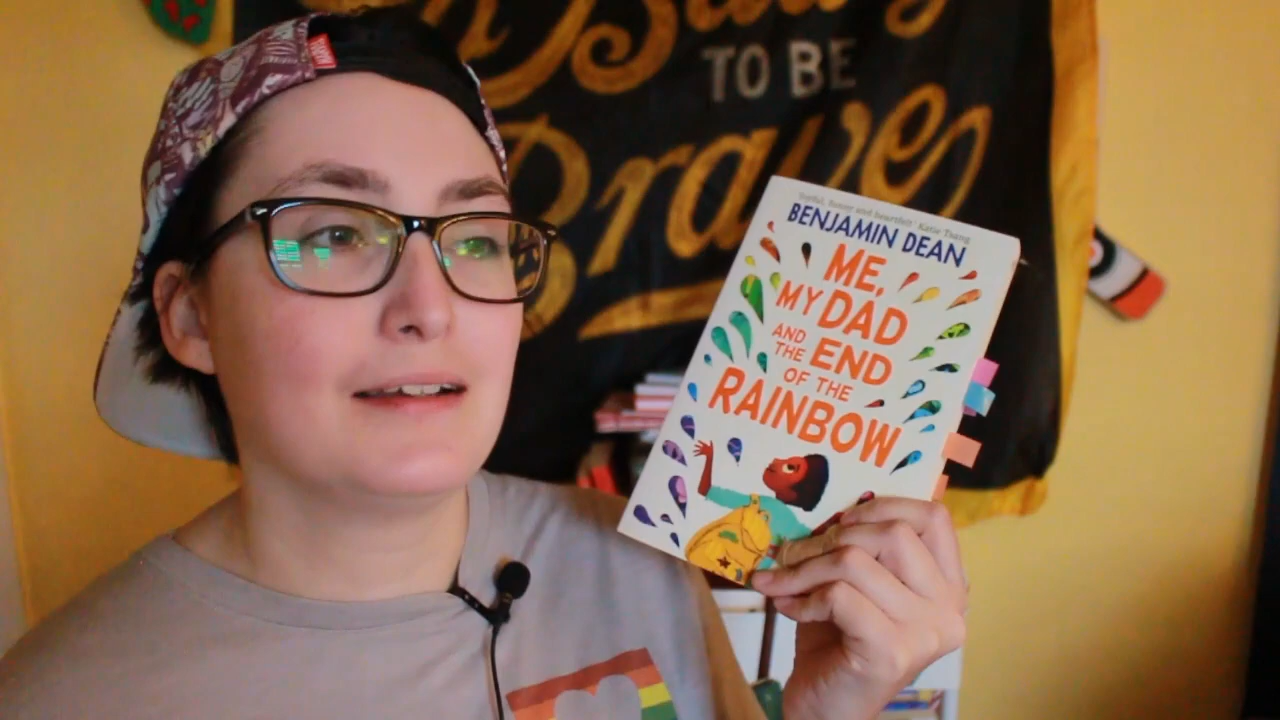 TO BE
Brave
'Joyful, funny and heartfelt' Katie Tsang
BENJAMIN DEAN
ME,
MY DAD
AND
THE END
OF THE
RAINBOW